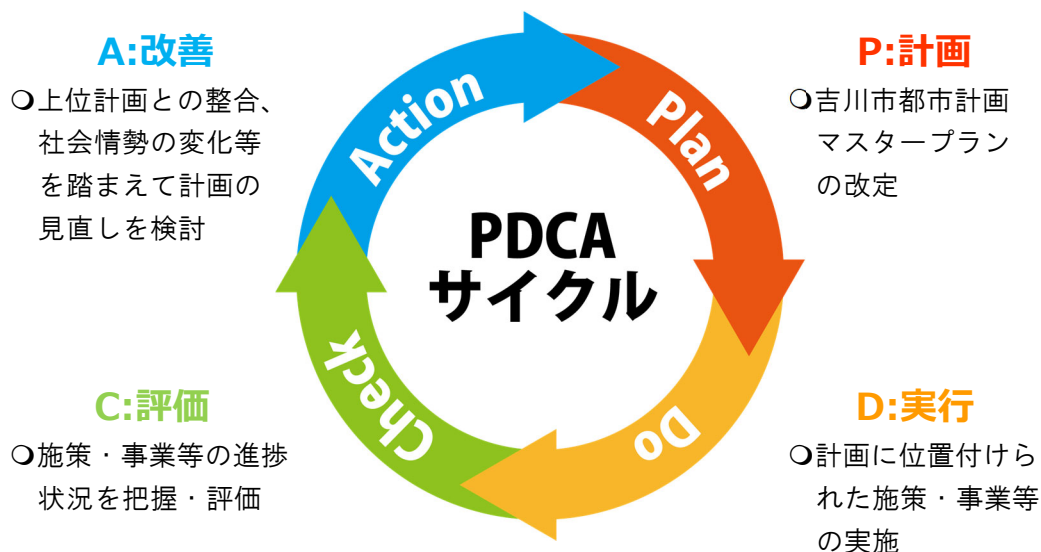 A:改善
○上位計画との整合、
社会情勢の変化等
を踏まえて計画の
見直しを検討
P:計画
○吉川市都市計画
マスタープラン
の改定
Action
Plan
PDCA
サイクル
Check
Do
C:評価
○施策・事業等の進捗
状況を把握・評価
D:実行
○計画に位置付けら
れた施策・事業等
の実施